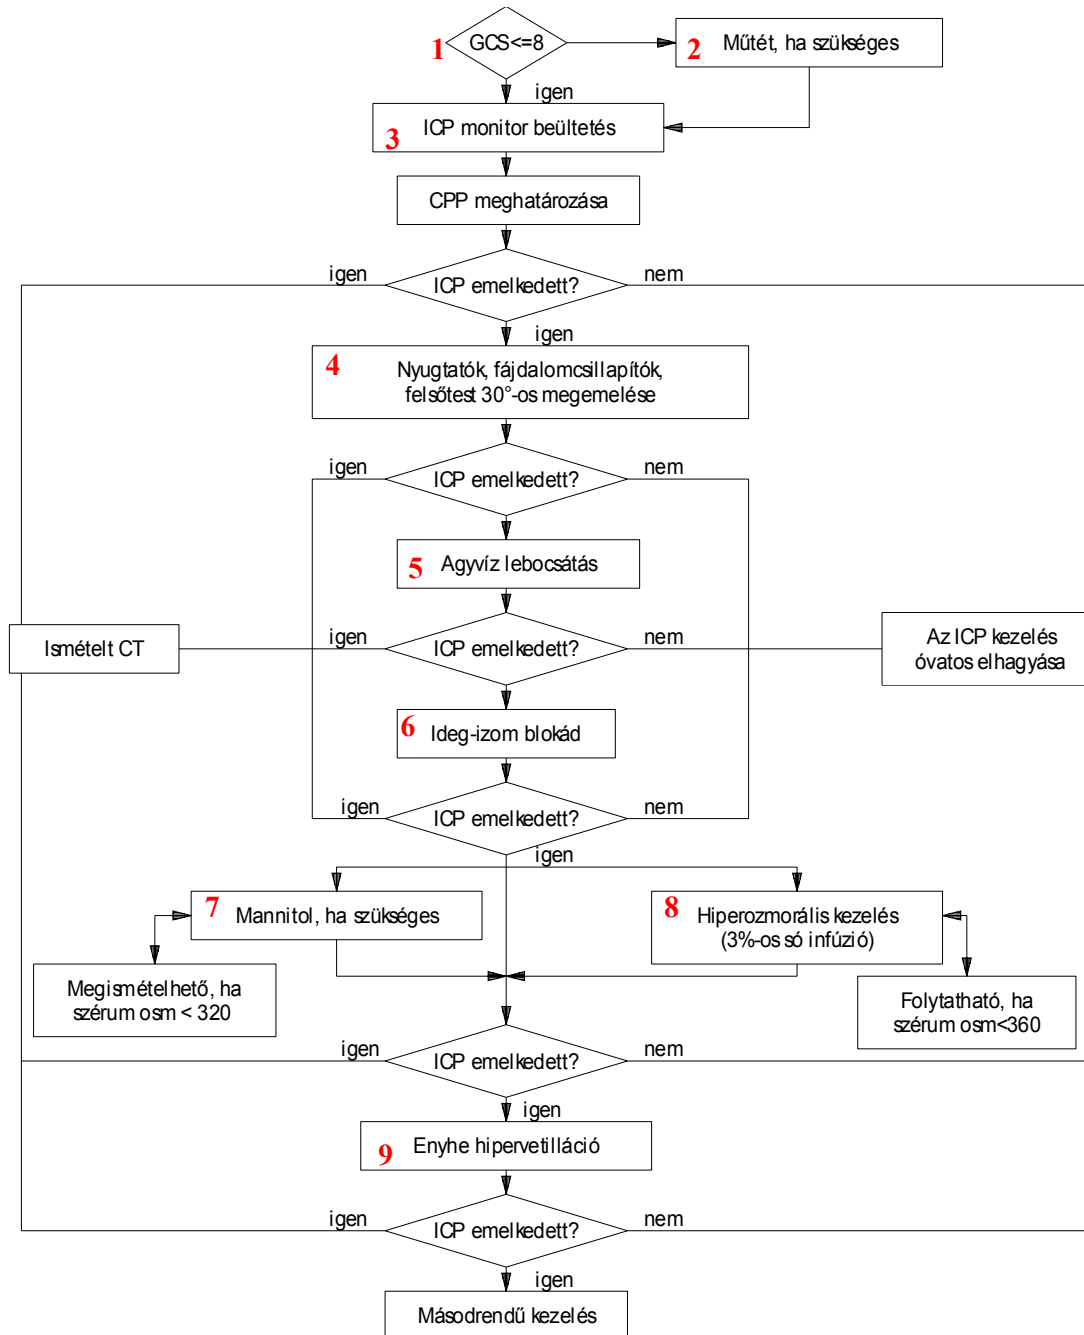 1
GCS<=8
2
Műtét, ha szükséges
igen
3
ICP monitor beültetés
CPP meghatározása
igen
ICP emelkedett?
nem
igen
4
Nyugtatók, fájdalomcsillapítók,
felsőtest 30°-os megemelése
igen
ICP emelkedett?
nem
5
Agyvíz lebocsátás
Ismételt CT
igen
ICP emelkedett?
nem
Az ICP kezelés
óvatos elhagyása
6
Ideg-izom blokád
igen
ICP emelkedett?
nem
igen
7
Mannitol, ha szükséges
8
Hiperozmorális kezelés
(3%-os só infúzió)
Megismételhető, ha
szérum osm < 320
Folytatható, ha
szérum osm<360
igen
ICP emelkedett?
nem
igen
9
Enyhe hipervetilláció
igen
ICP emelkedett?
nem
igen
Másodrendű kezelés